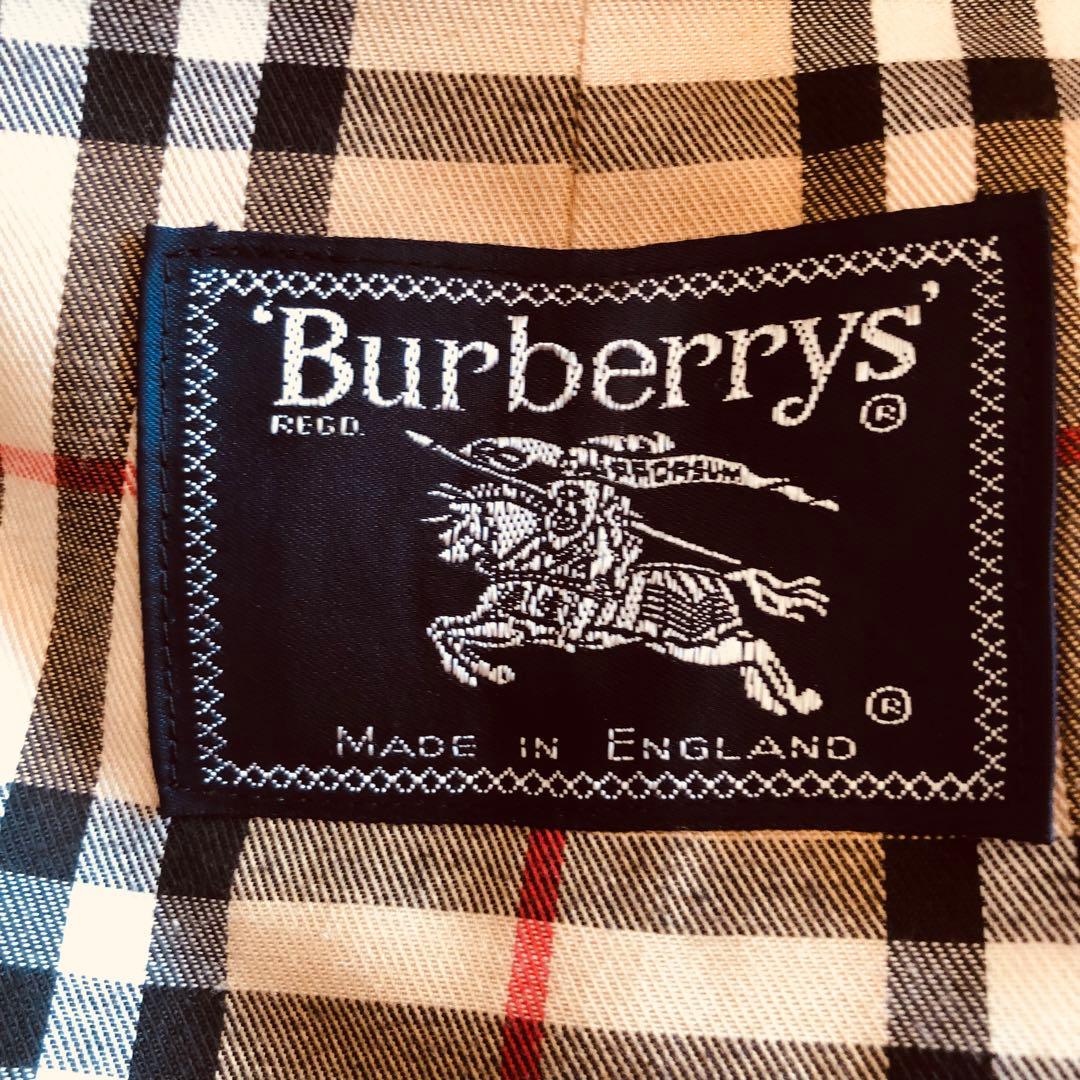 'Burberrys'
REGD. ®
PRORSUM
®
MADE IN ENGLAND